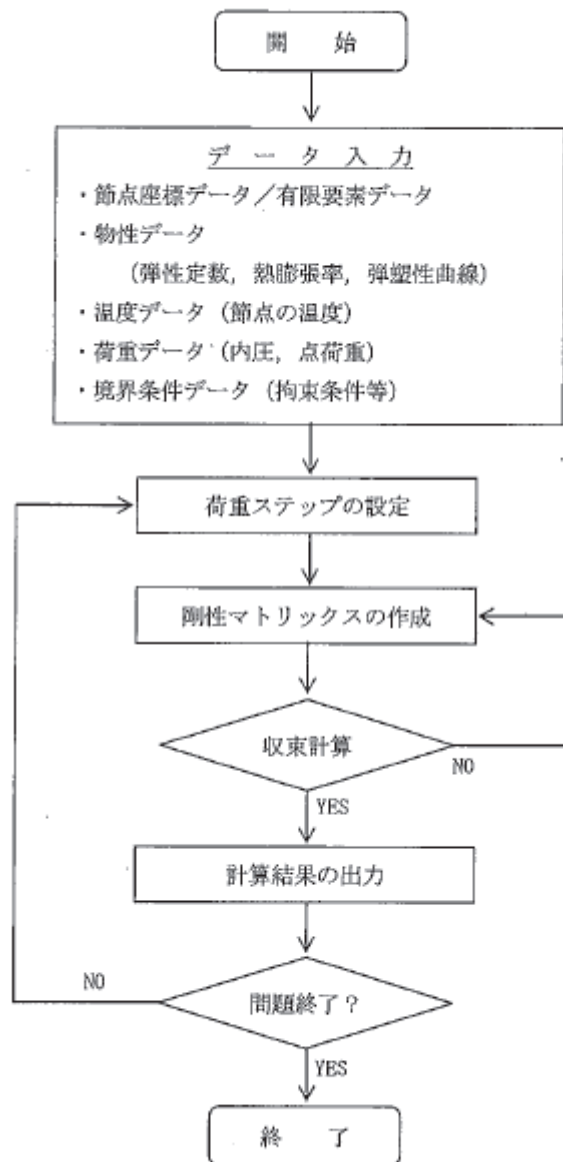 開 始
デ ー タ 入 力
・節点座標データ／有限要素データ
・物性データ
（弾性定数，熱膨張率，弾塑性曲線）
・温度データ（節点の温度）
・荷重データ（内圧，点荷重）
・境界条件データ（拘束条件等）
荷重ステップの設定
剛性マトリックスの作成
収束計算
NO
YES
計算結果の出力
NO
問題終了？
YES
終 了